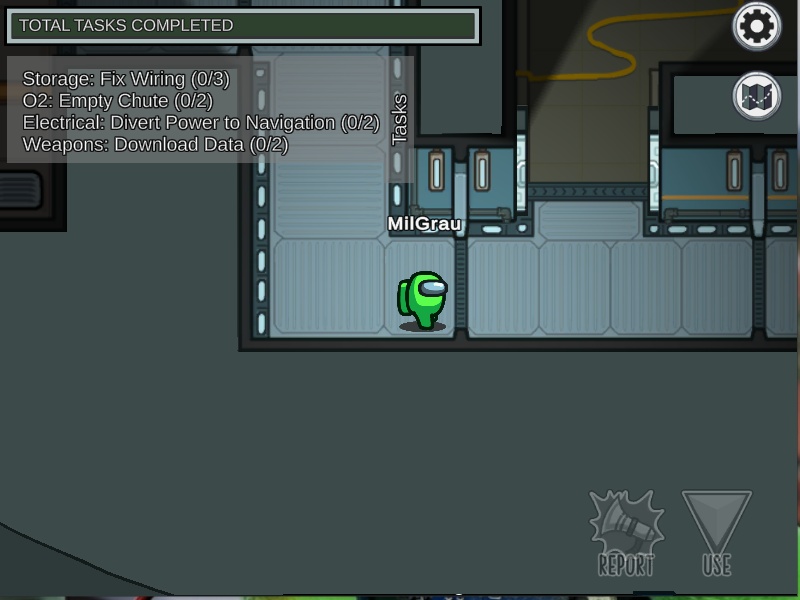 TOTAL TASKS COMPLETED
Storage: Fix Wiring (0/3)
O2: Empty Chute (0/2)
Electrical: Divert Power to Navigation (0/2)
Weapons: Download Data (0/2)
Tasks
MilGrau
REPORT
USE